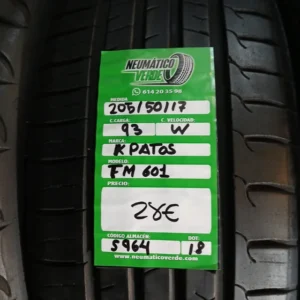 NEUMATICO
VERDE
614 20 35 98
MEDIDA
205/50/17
C. CARGA: C. VELOCIDAD:
93 W
MARCA:
KPATOS
MODELO:
FM 601
PRECIO:
28€
CÓDIGO ALMACÉN: DOT:
5964 18
www.neumaticoverde.com